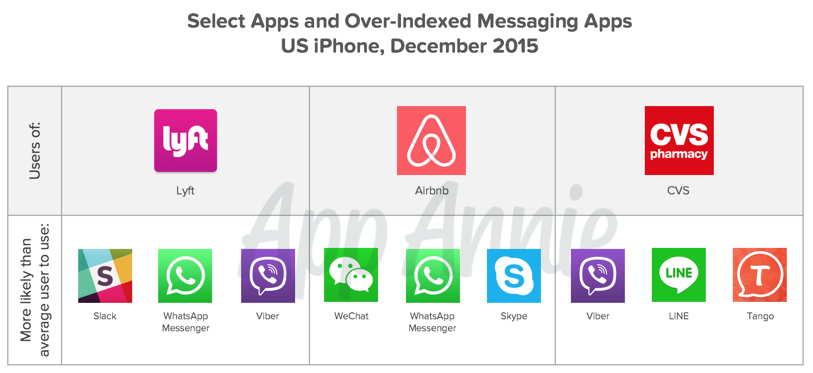 Select Apps and Over-Indexed Messaging Apps
US iPhone, December 2015
Users of:
lyft
Lyft
Airbnb
CVS
pharmacy
CVS
App Annie
More likely than
average user to use:
S
Slack
WhatsApp
Messenger
Viber
WeChat
WhatsApp
Messenger
S
Skype
Viber
LINE
LINE
T
Tango